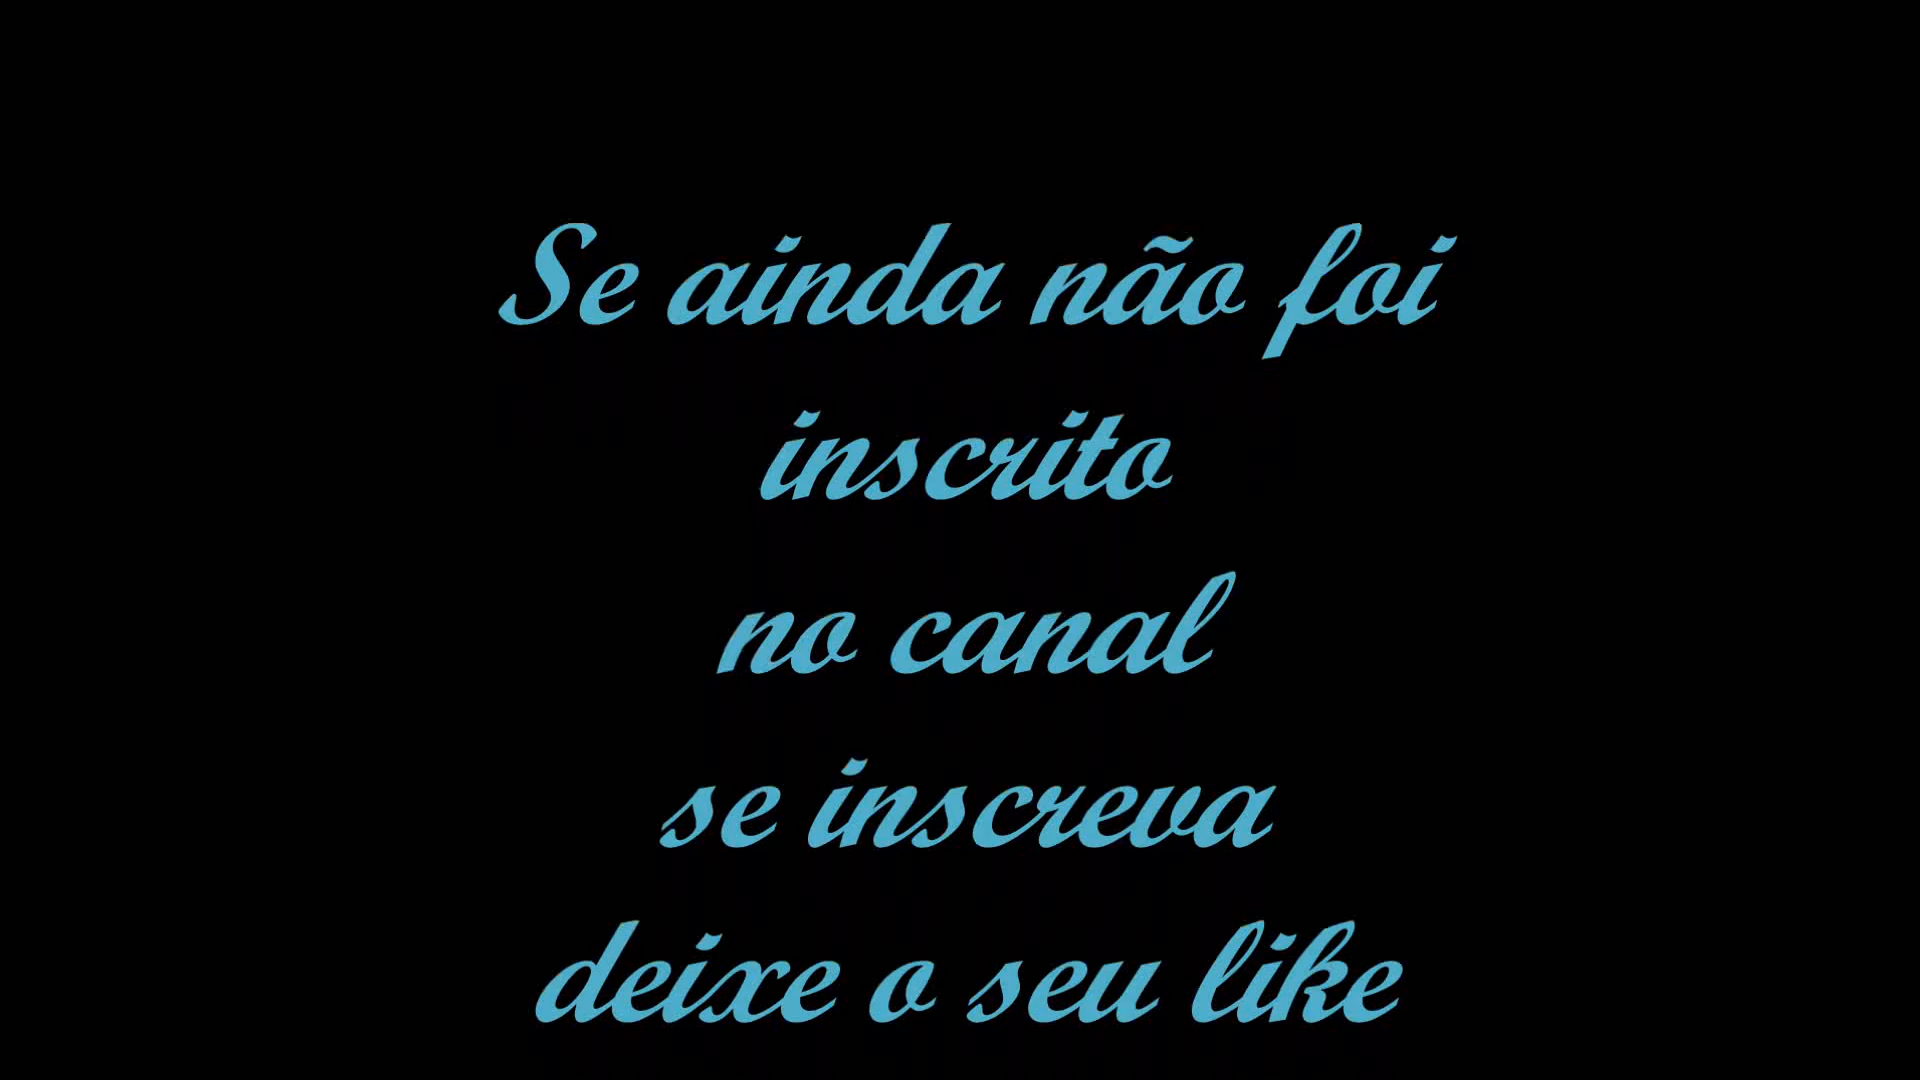 Se ainda não foi
inscrito
no canal
se inscreva
deixe o seu like